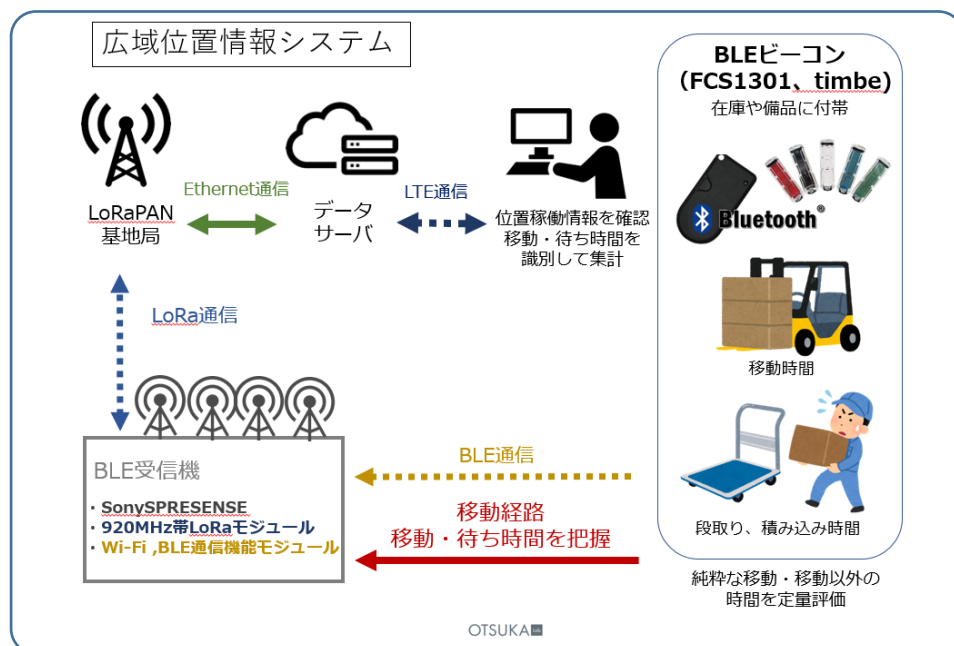 広域位置情報システム
BLEビーコン
(FCS1301、timbe)
在庫や備品に付帯
Bluetooth®
Ethernet通信
LTE通信
LoRaPAN
基地局
データ
サーバ
位置稼働情報を確認
移動・待ち時間を
識別して集計
LoRa通信
移動時間
BLE受信機
・SonySPRESENSE
・920MHz帯LoRaモジュール
・Wi-Fi ,BLE通信機能モジュール
BLE通信
移動経路
移動・待ち時間を把握
段取り、積み込み時間
純粋な移動・移動以外の
時間を定量評価
OTSUKA